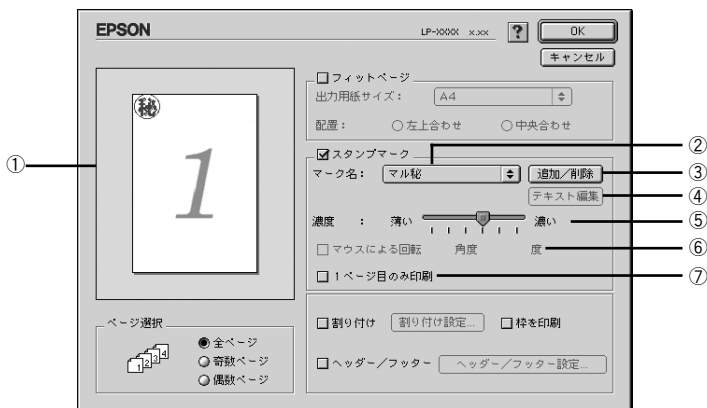 EPSON LP-XXXX x.xx ? OK
キャンセル
フィットページ
出力用紙サイズ: A4
配置: 左上合わせ 中央合わせ
スタンプマーク
マーク名: マル秘 追加/削除
テキスト編集
濃度 : 薄い 濃い
マウスによる回転 角度 度
1ページ目のみ印刷
割り付け 割り付け設定... 枠を印刷
ヘッダー/フッター ヘッダー/フッター設定...
秘
1
ページ選択
1 2 3 4
全ページ
奇数ページ
偶数ページ
①
②
③
④
⑤
⑥
⑦